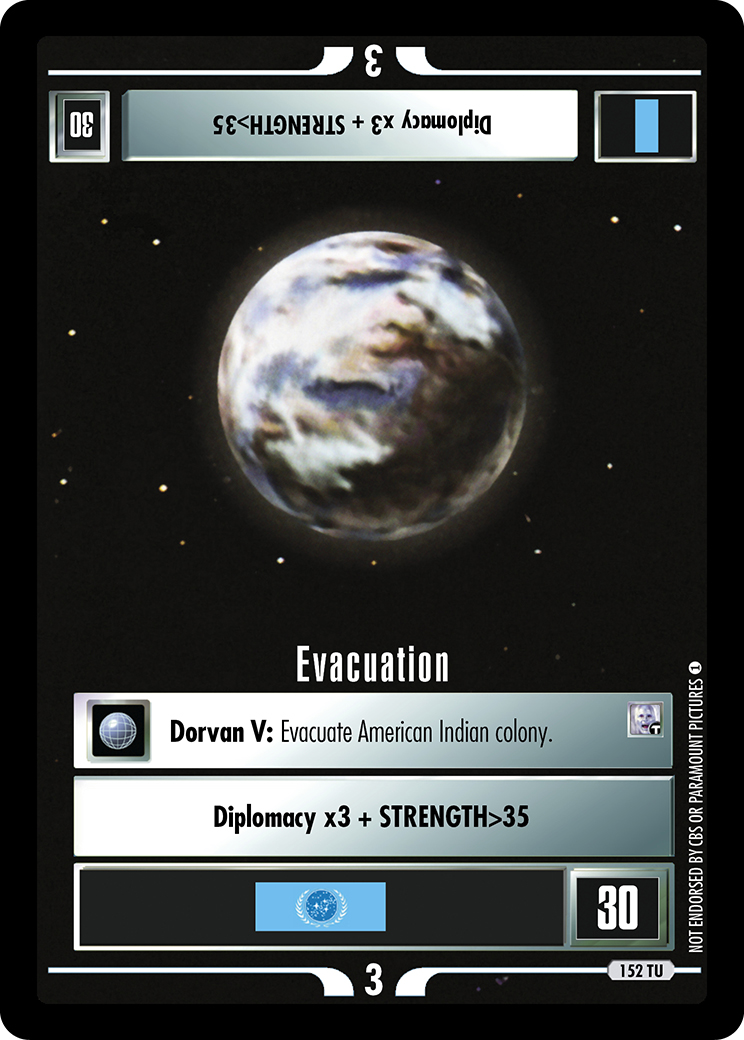 3
30
Diplomacy x3 + STRENGTH>35
Evacuation
Dorvan V: Evacuate American Indian colony.
T
Diplomacy x3 + STRENGTH>35
30
3
152 TU
NOT ENDORSED BY CBS OR PARAMOUNT PICTURES 1